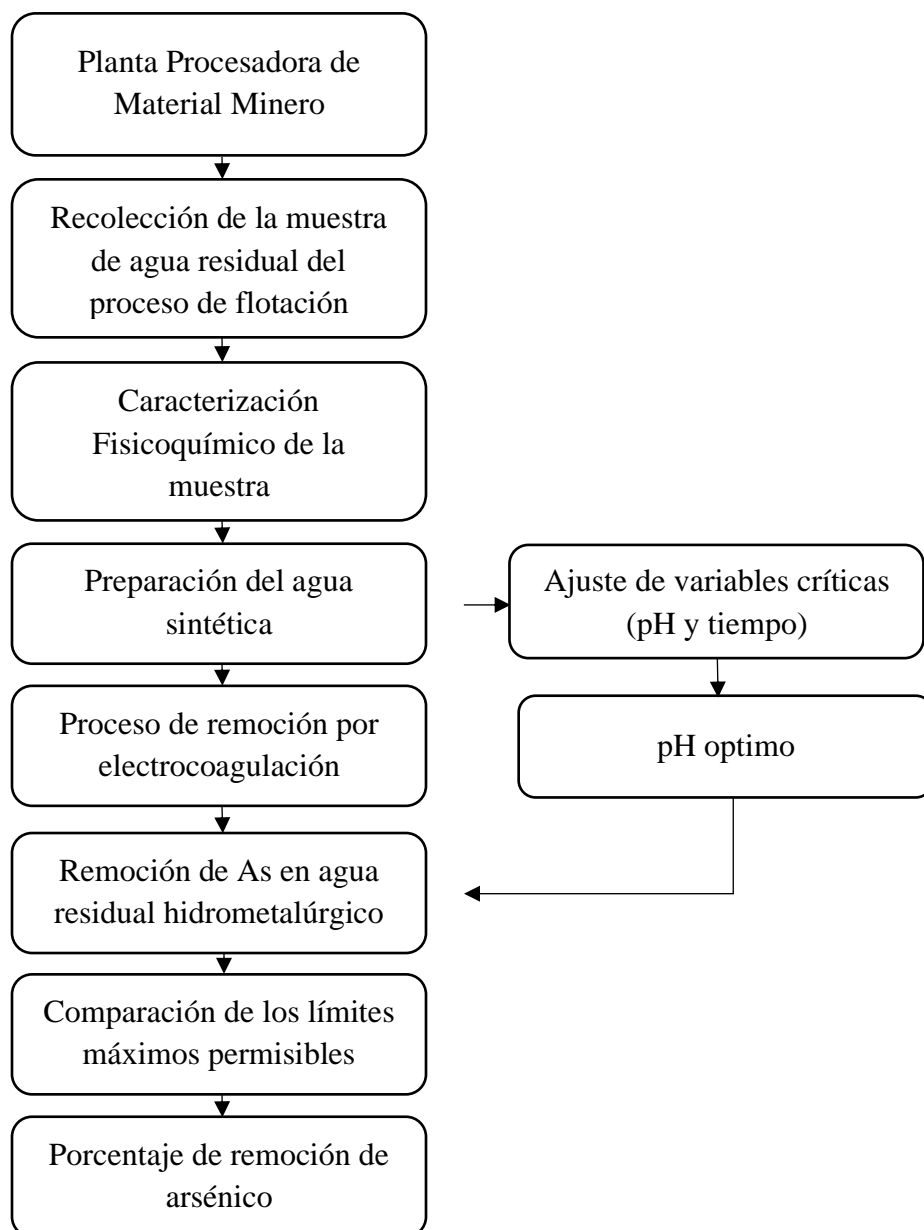 Planta Procesadora de
Material Minero
Recolección de la muestra
de agua residual del
proceso de flotación
Caracterización
Fisicoquímico de la
muestra
Preparación del agua
sintética
Ajuste de variables críticas
(pH y tiempo)
Proceso de remoción por
electrocoagulación
pH optimo
Remoción de As en agua
residual hidrometalúrgico
Comparación de los límites
máximos permisibles
Porcentaje de remoción de
arsénico